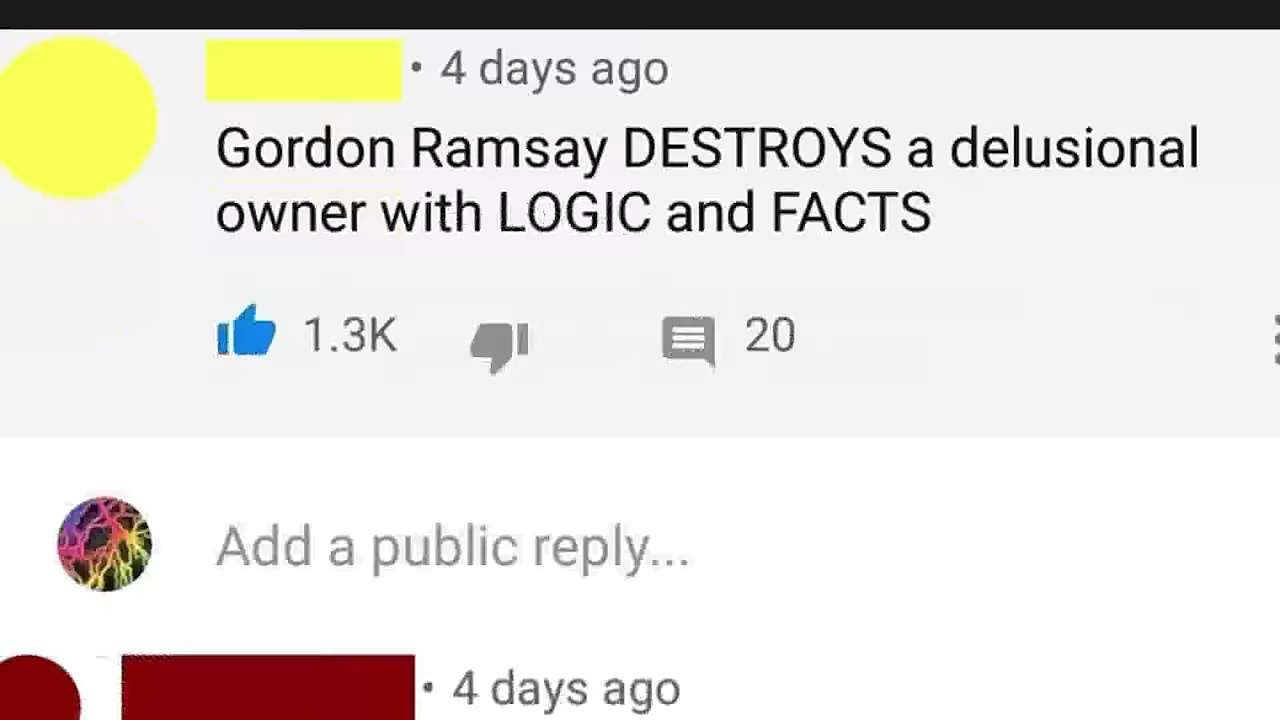 • 4 days ago
Gordon Ramsay DESTROYS a delusional
owner with LOGIC and FACTS
1.3K 20
Add a public reply...
• 4 days ago